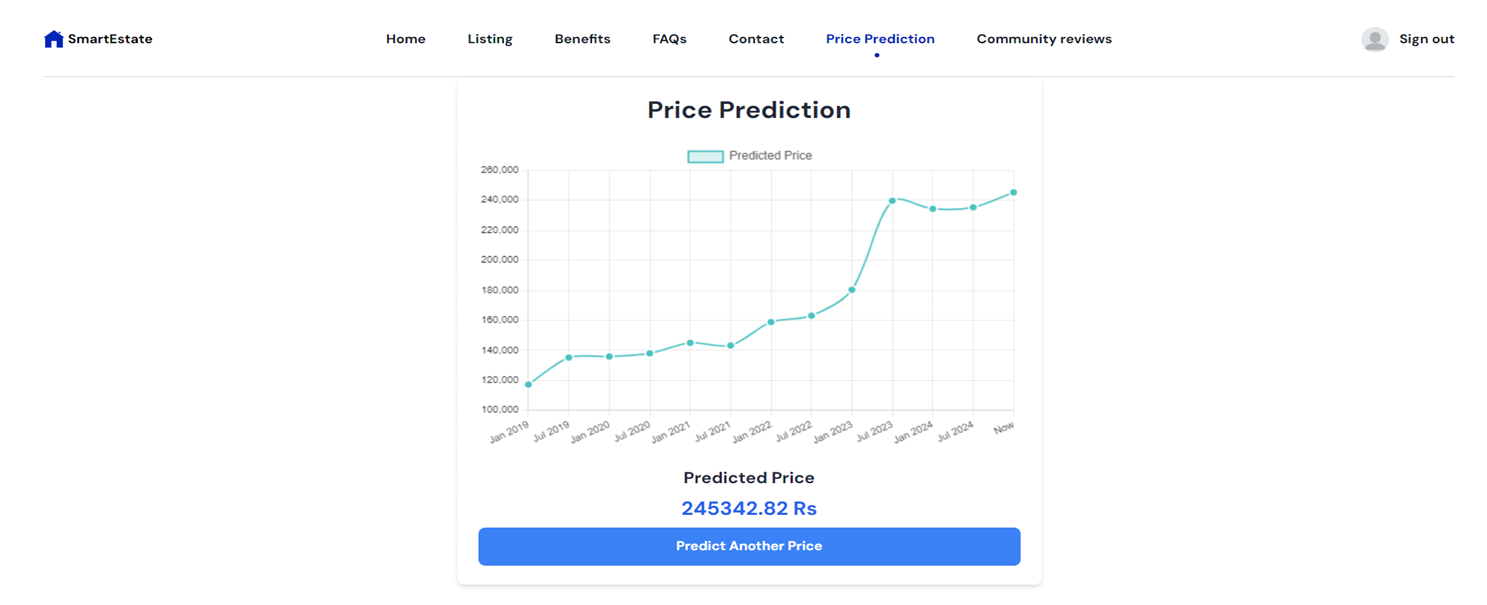 SmartEstate Home Listing Benefits FAQs Contact Price Prediction Community reviews Sign out
Price Prediction
Predicted Price
260,000
240,000
220,000
200,000
180,000
160,000
140,000
120,000
100,000
Jan 2019 Jul 2019 Jan 2020 Jul 2020 Jan 2021 Jul 2021 Jan 2022 Jul 2022 Jan 2023 Jul 2023 Jan 2024 Jul 2024 Now
Predicted Price
245342.82 Rs
Predict Another Price